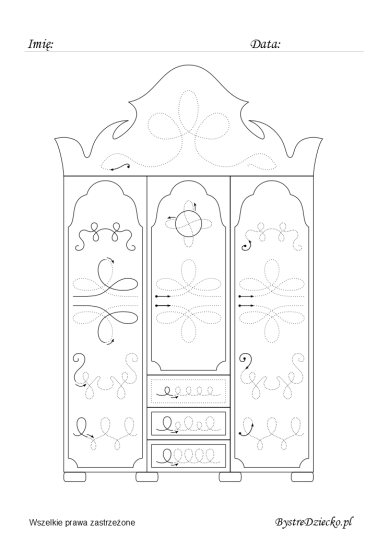 Imię: Data:
Wszelkie prawa zastrzeżone BystreDziecko.pl